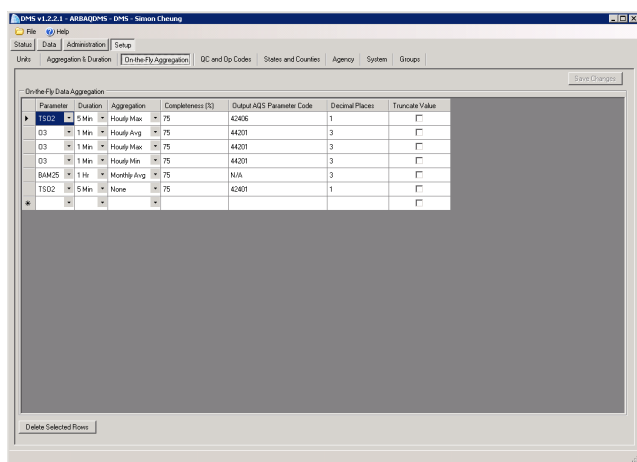 DMS v1.2.2.1 - ARBAQDMS - DMS - Simon Cheung
File Help
Status Data Administration Setup
Units Aggregation & Duration On-the-Fly Aggregation QC and Op Codes States and Counties Agency System Groups
Save Changes
On-the-Fly Data Aggregation
Parameter Duration Aggregation Completeness (%) Output AQS Parameter Code Decimal Places Truncate Value
TSO2 5 Min Hourly Max 75 42406 1
O3 1 Min Hourly Avg 75 44201 3
O3 1 Min Hourly Max 75 44201 3
O3 1 Min Hourly Min 75 44201 3
BAM25 1 Hr Monthly Avg 75 N/A 3
TSO2 5 Min None 75 42401 1
Delete Selected Rows